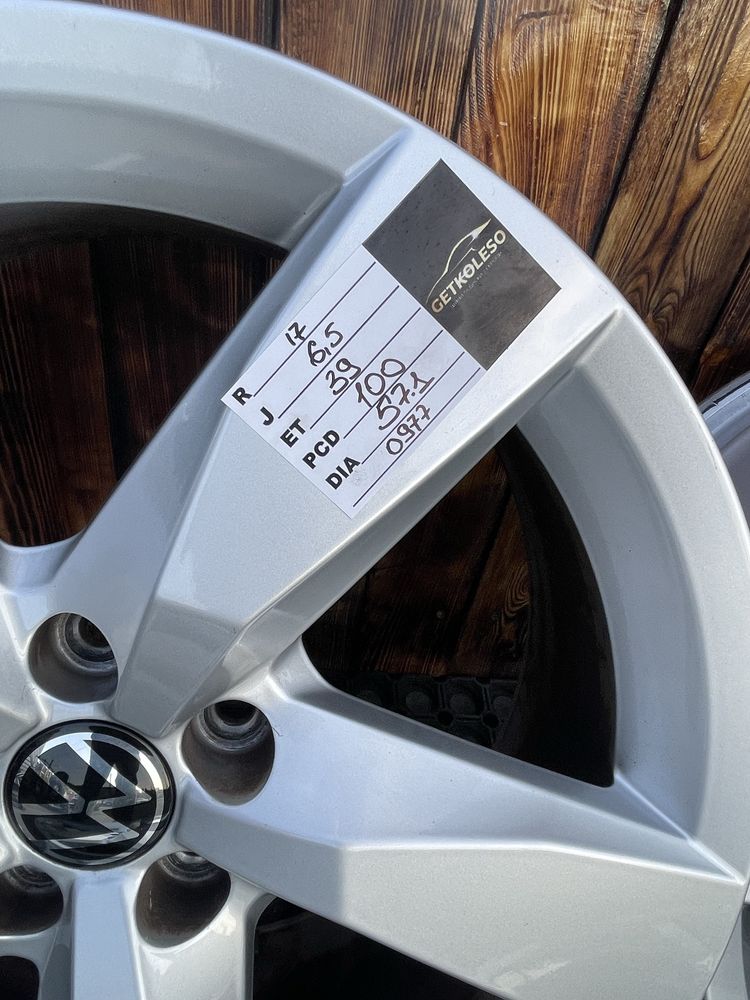 GETKOLESO
R 17
J 6,5
ET 39
PCD 100
DIA 57.1
0977